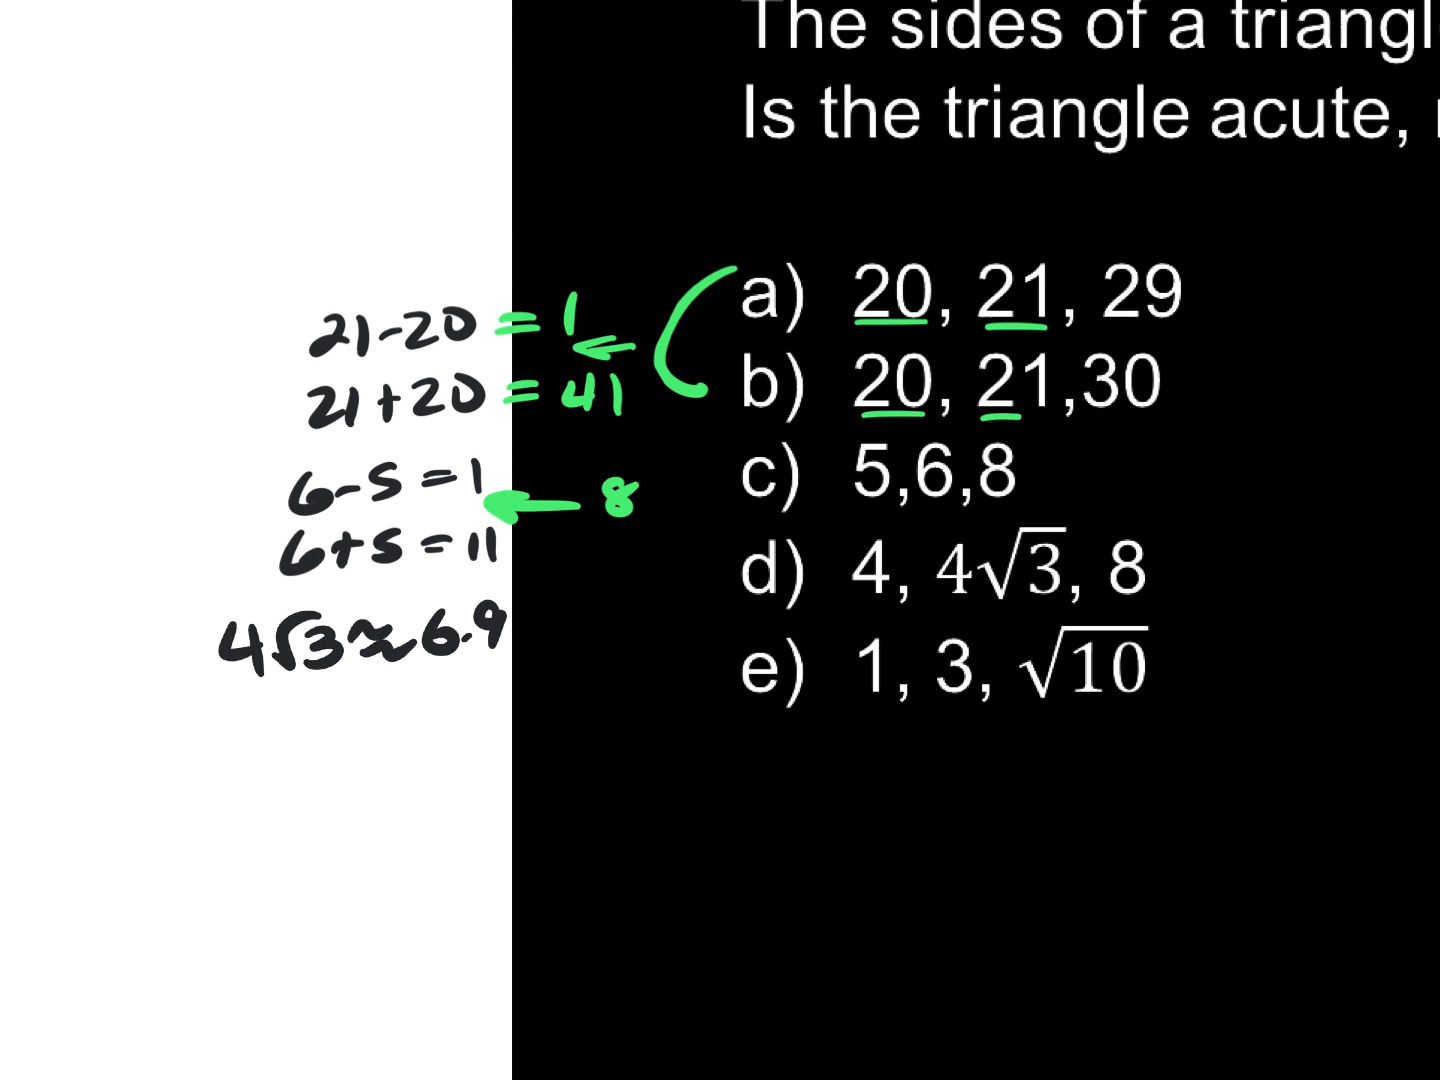 The sides of a triangl
Is the triangle acute,
21-20 = 1
21+20 = 41
6-5 = 1
8
6+5 = 11
4√3≈6.9
a) 20, 21, 29
b) 20, 21,30
c) 5,6,8
d) 4, 4√3, 8
e) 1, 3, √10